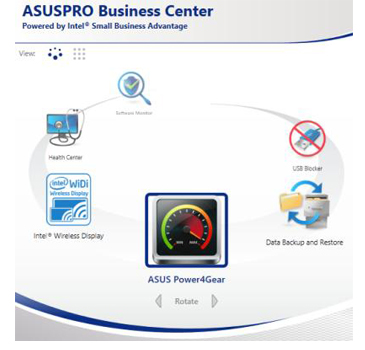 ASUSPRO Business Center
Powered by Intel® Small Business Advantage
View:
Software Monitor
Health Center
USB Blocker
intel WiDi
Wireless Display
Intel® Wireless Display
Data Backup and Restore
ASUS Power4Gear
Rotate